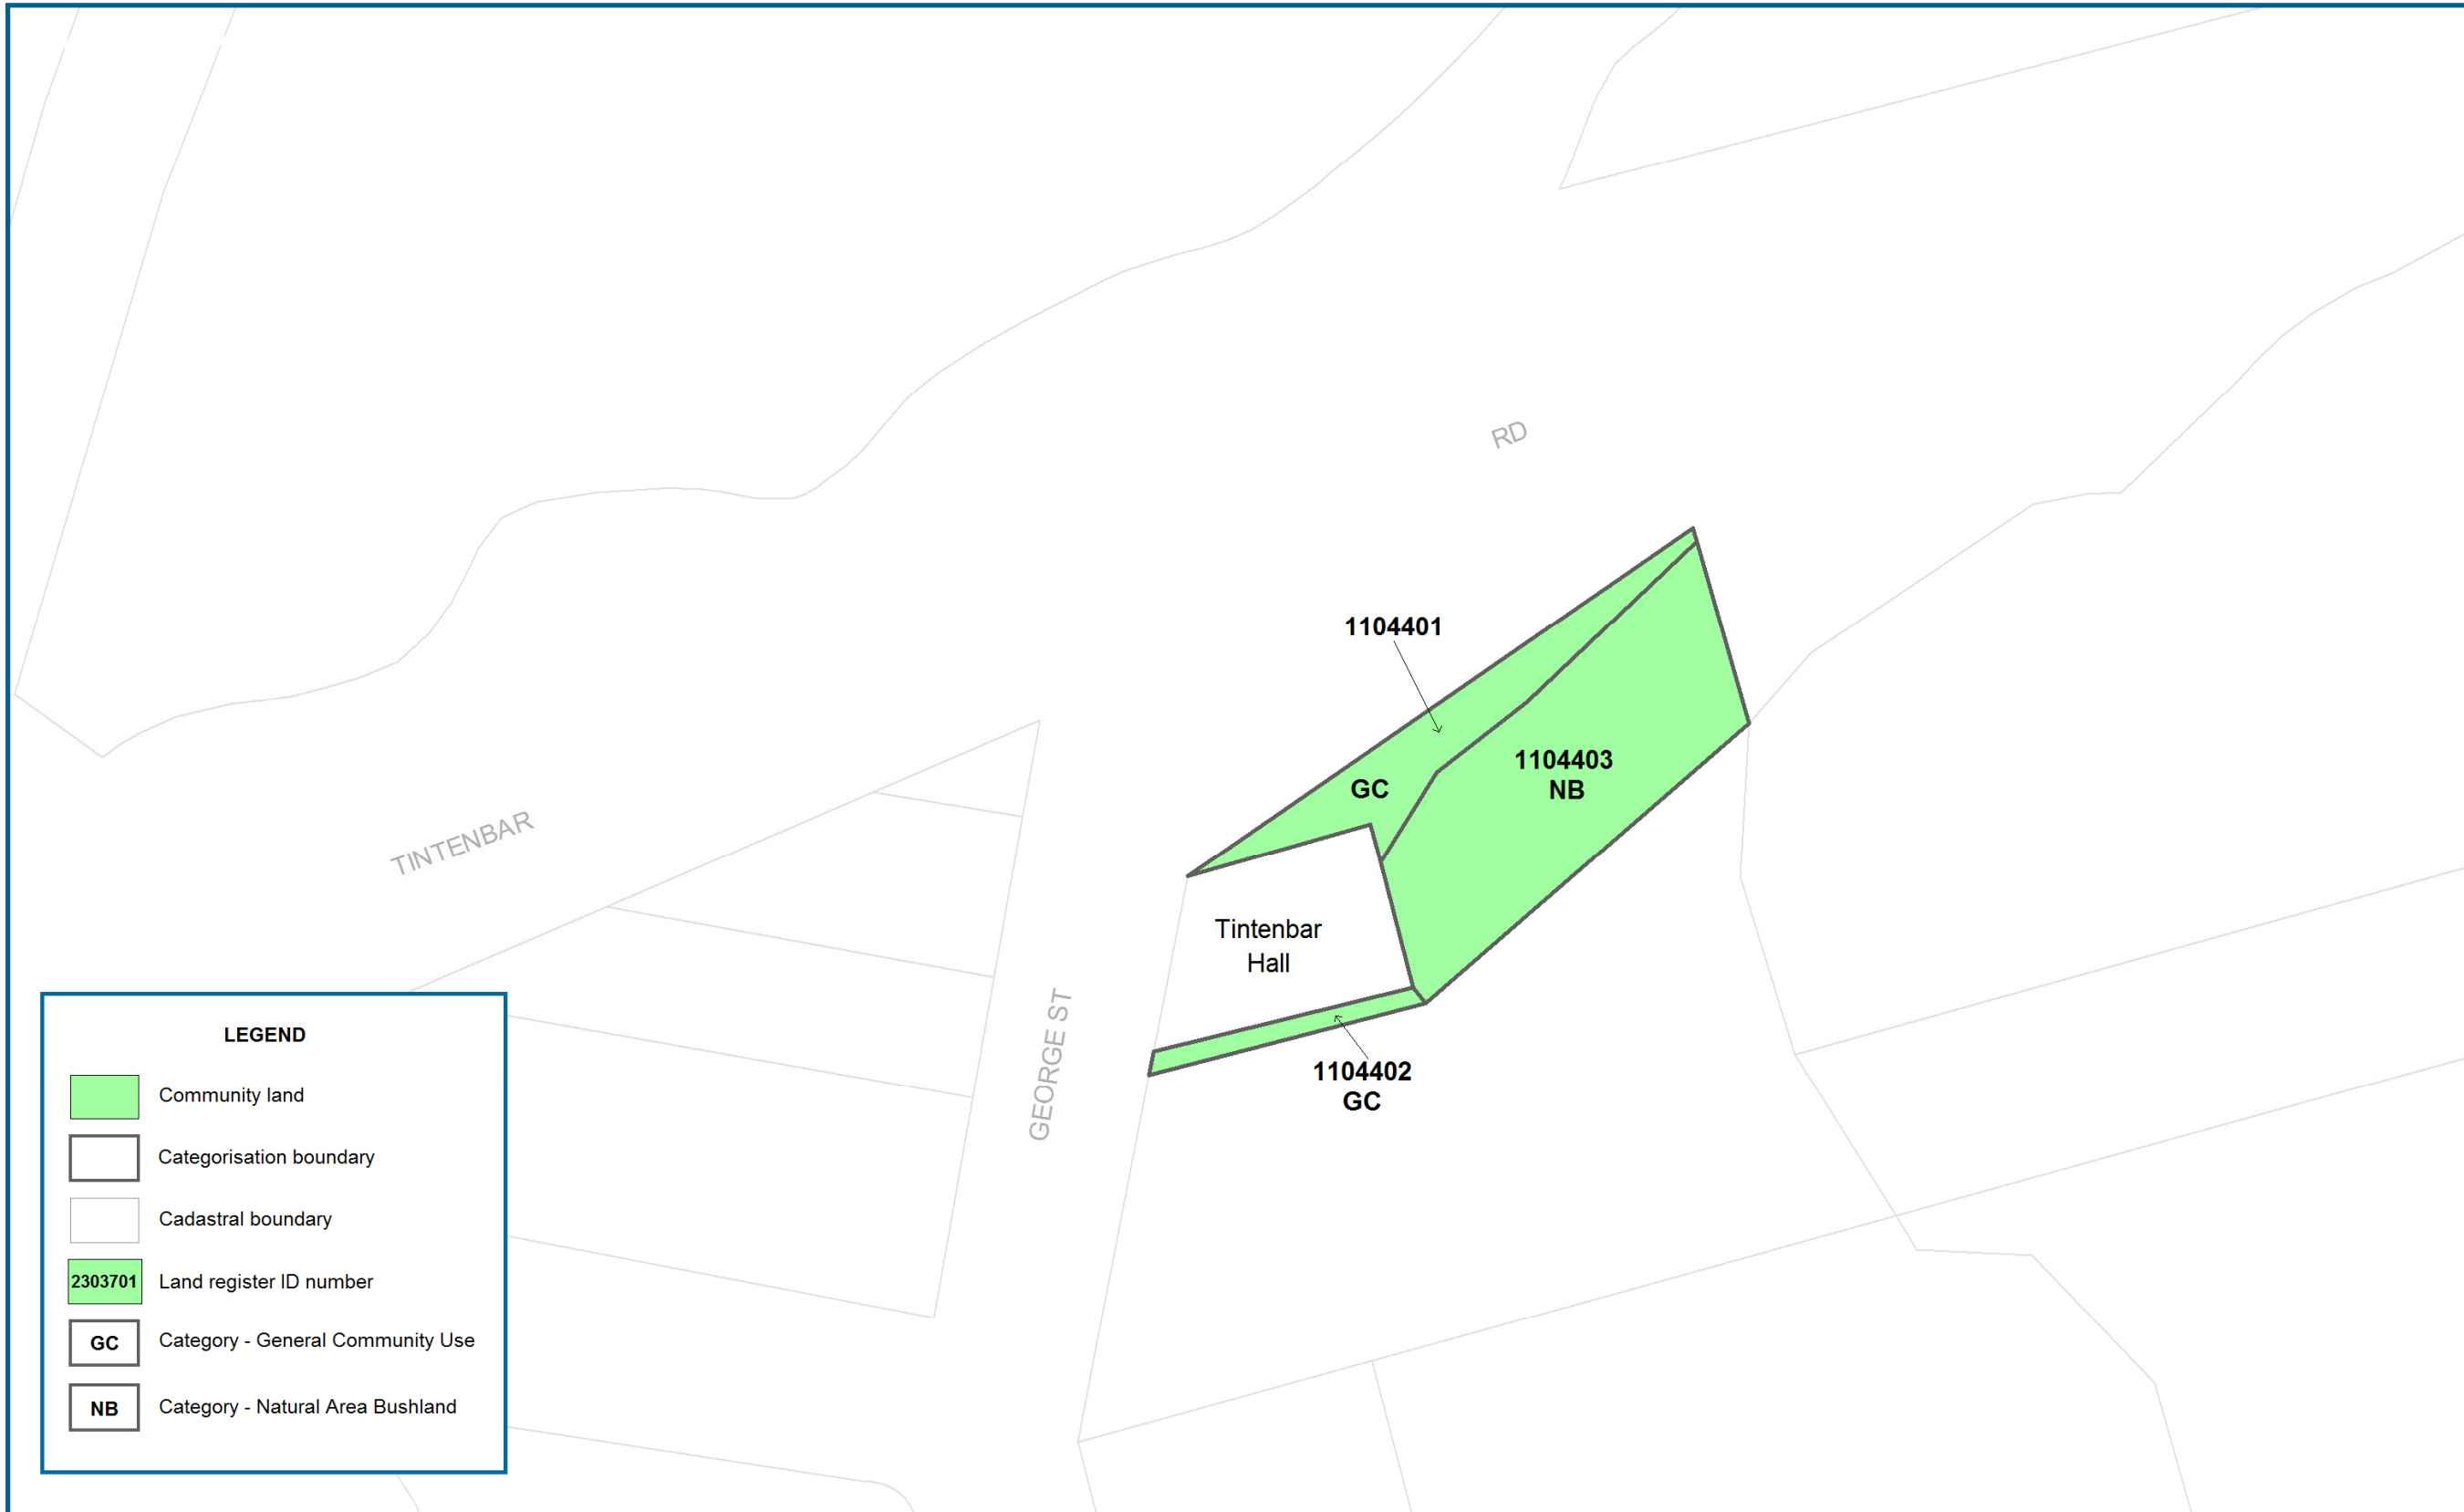 RD
1104401
1104403
NB
GC
TINTENBAR
Tintenbar
Hall
GEORGE ST
1104402
GC
LEGEND
Community land
Categorisation boundary
Cadastral boundary
2303701 Land register ID number
GC Category - General Community Use
NB Category - Natural Area Bushland